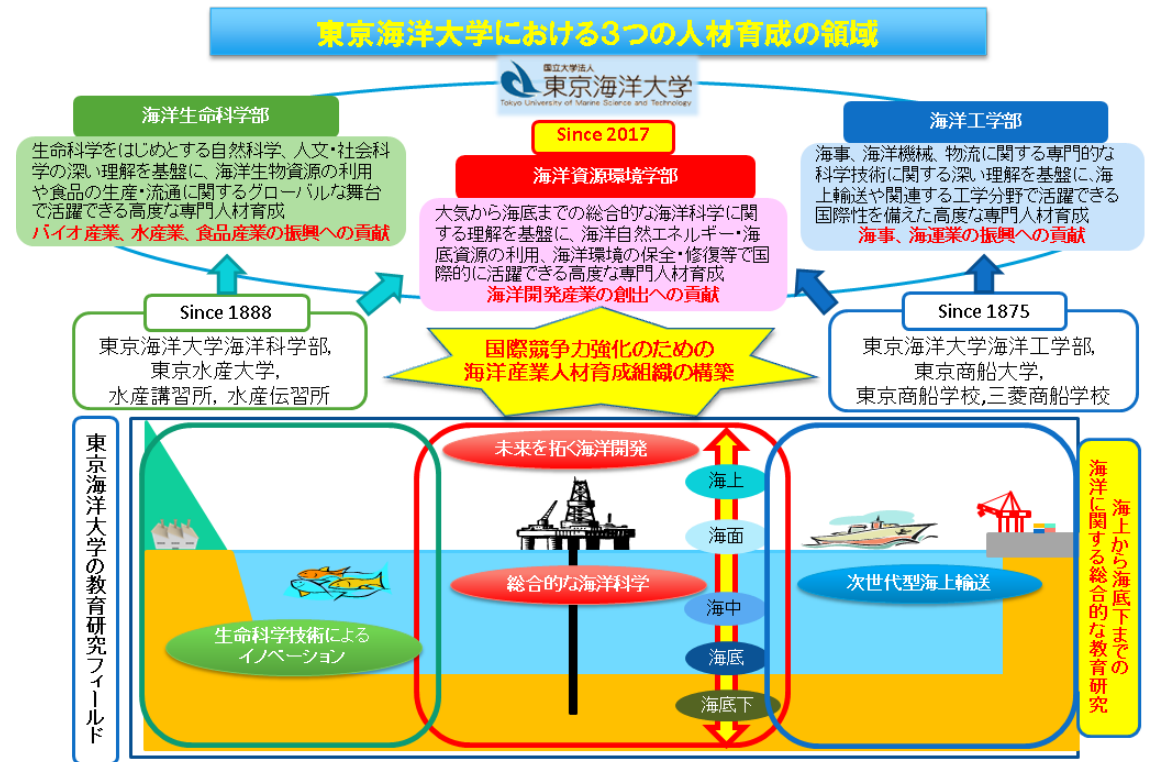 東京海洋大学における3つの人材育成の領域
国立大学法人
東京海洋大学
Tokyo University of Marine Science and Technology
海洋生命科学部
生命科学をはじめとする自然科学、人文・社会科
学の深い理解を基盤に、海洋生物資源の利用
や食品の生産・流通に関するグローバルな舞台
で活躍できる高度な専門人材育成
バイオ産業、水産業、食品産業の振興への貢献
Since 2017
海洋資源環境学部
大気から海底までの総合的な海洋科学に関
する理解を基盤に、海洋自然エネルギー・海
底資源の利用、海洋環境の保全・修復等で国
際的に活躍できる高度な専門人材育成
海洋開発産業の創出への貢献
海洋工学部
海事、海洋機械、物流に関する専門的な
科学技術に関する深い理解を基盤に、海
上輸送や関連する工学分野で活躍できる
国際性を備えた高度な専門人材育成
海事、海運業の振興への貢献
Since 1888
東京海洋大学海洋科学部,
東京水産大学,
水産講習所, 水産伝習所
国際競争力強化のための
海洋産業人材育成組織の構築
Since 1875
東京海洋大学海洋工学部,
東京商船大学,
東京商船学校,三菱商船学校
東京海洋大学の教育研究フィールド
生命科学技術による
イノベーション
未来を拓く海洋開発
総合的な海洋科学
海上
海面
海中
海底
海底下
次世代型海上輸送
海上から海底下までの
海洋に関する総合的な教育研究